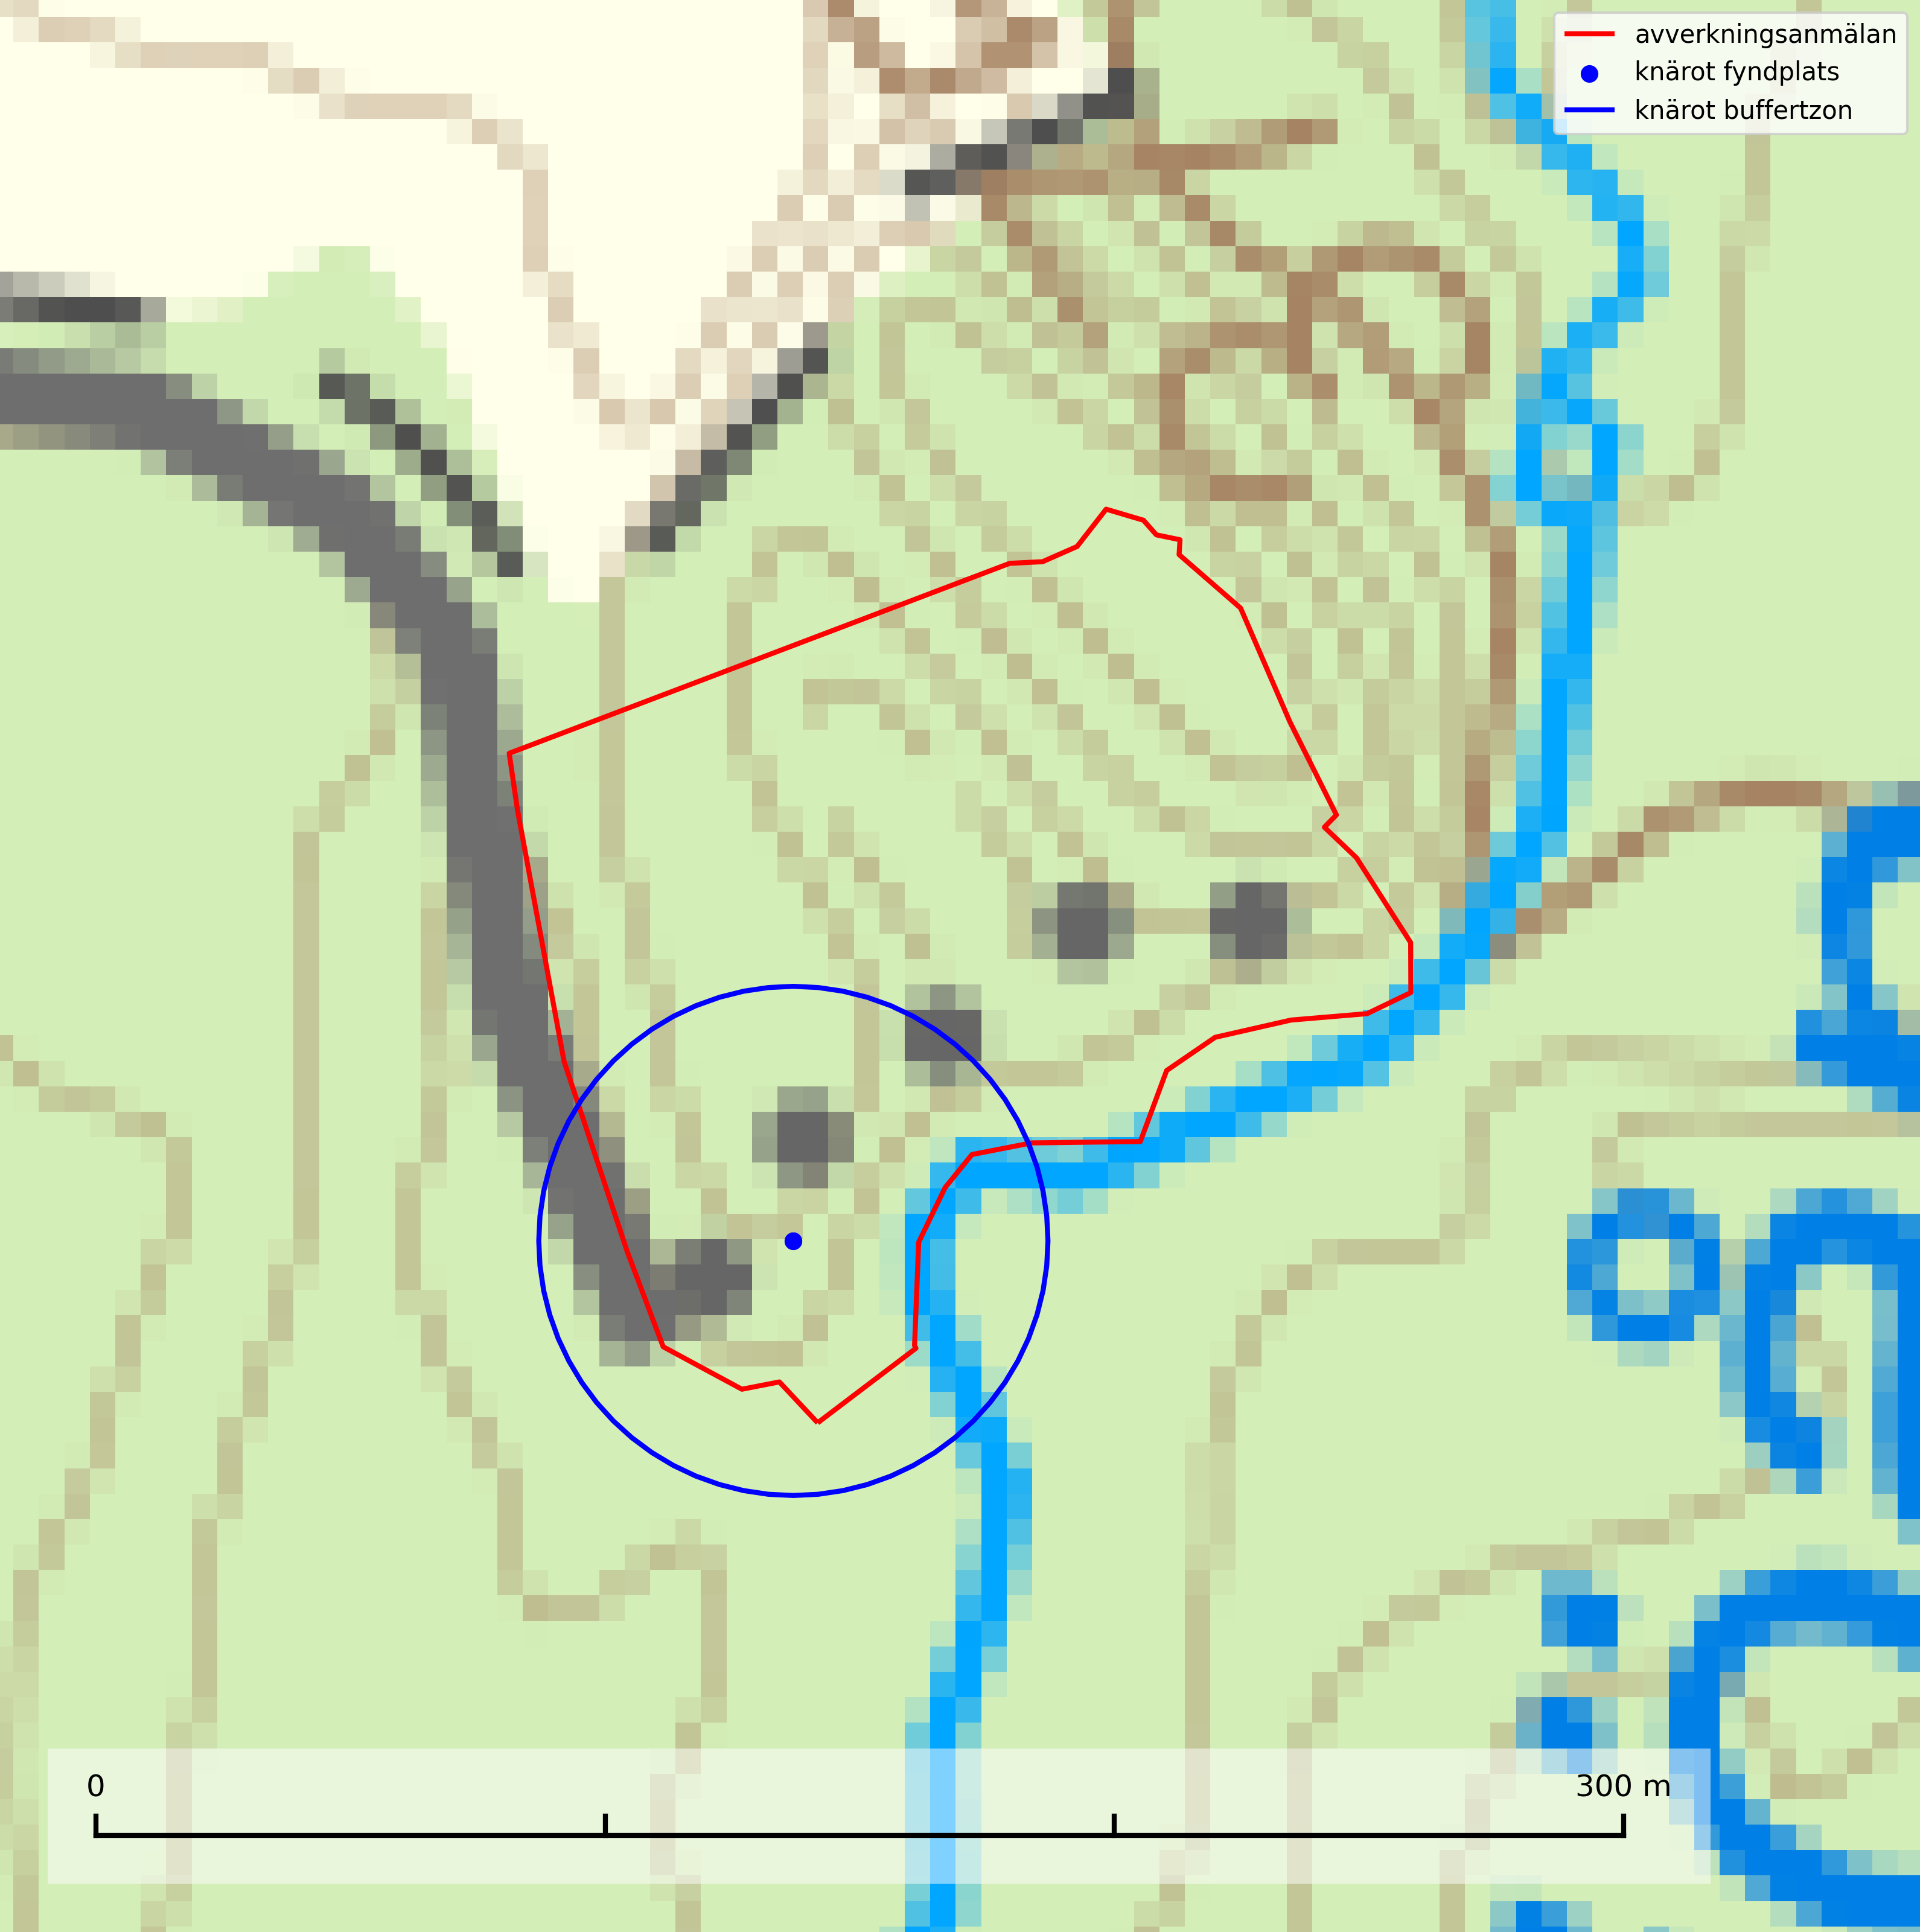 avverkningsanmälan
knärot fyndplats
knärot buffertzon
0 300 m